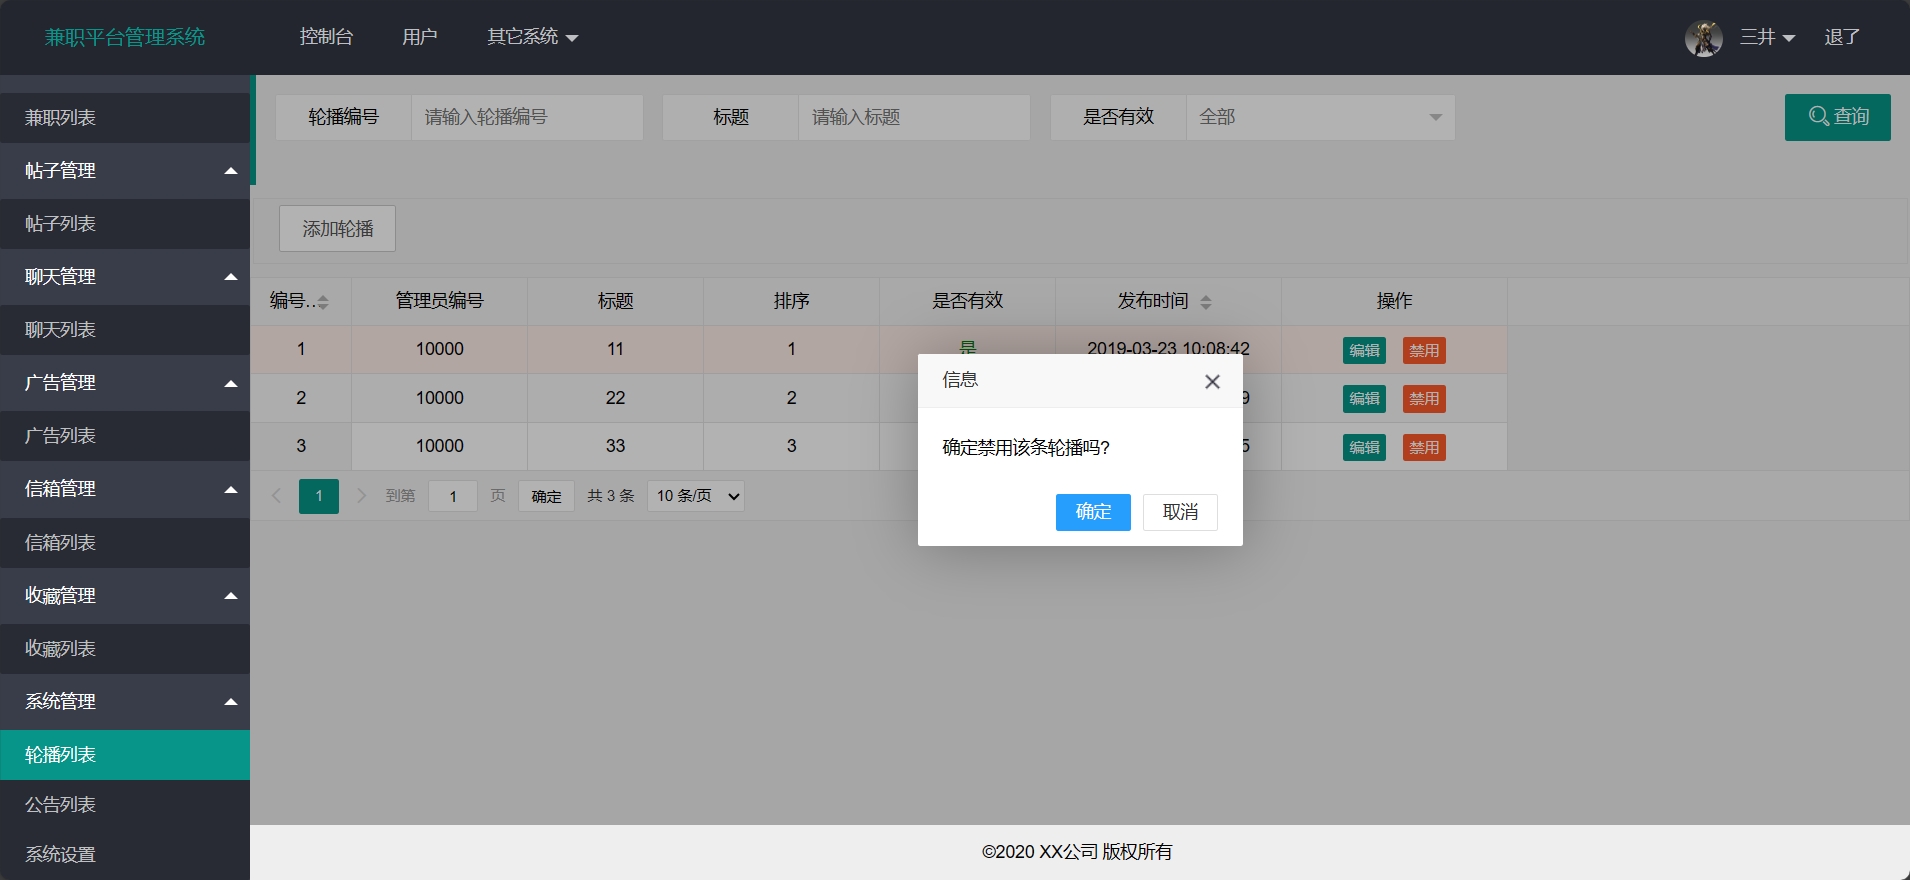 兼职平台管理系统
控制台
用户
其它系统
三井
退了
兼职列表
帖子管理
帖子列表
聊天管理
聊天列表
广告管理
广告列表
信箱管理
信箱列表
收藏管理
收藏列表
系统管理
轮播列表
公告列表
系统设置
轮播编号 请输入轮播编号
标题 请输入标题
是否有效 全部
查询
添加轮播
编号.. 管理员编号 标题 排序 是否有效 发布时间 操作
1 10000 11 1 是 2019-03-23 10:08:42 编辑 禁用
2 10000 22 2 9 编辑 禁用
3 10000 33 3 5 编辑 禁用
1 到第 1 页 确定 共 3 条 10 条/页
信息
确定禁用该条轮播吗?
确定 取消
©2020 XX公司 版权所有